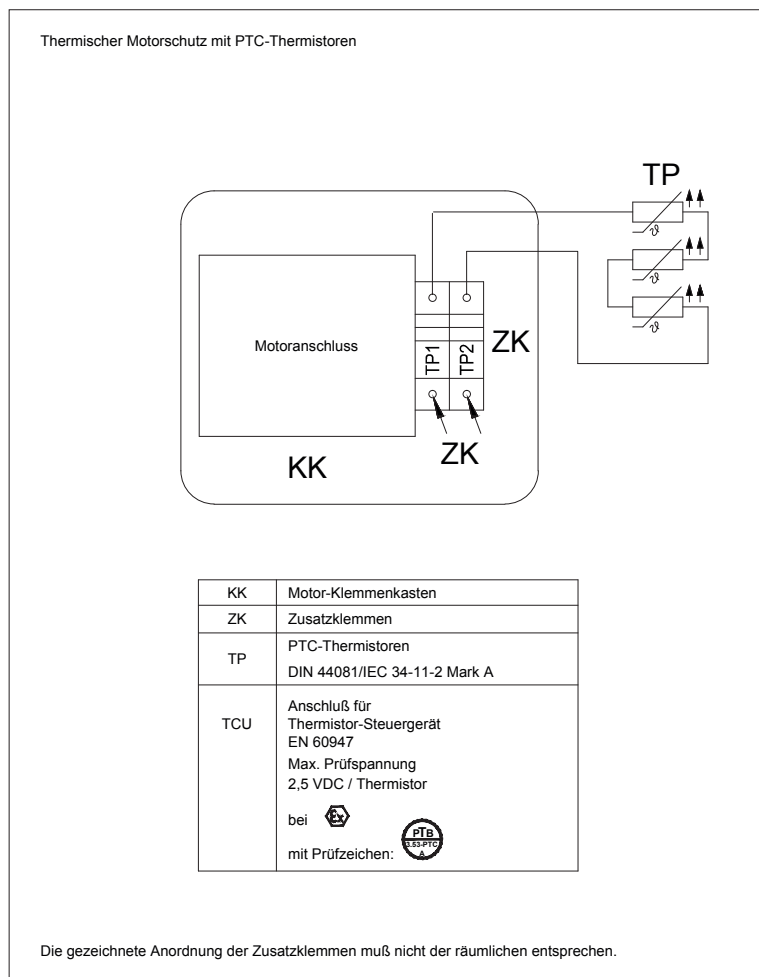 Thermischer Motorschutz mit PTC-Thermistoren
TP
ϑ
ϑ
ϑ
Motoranschluss
TP1
TP2
ZK
ZK
KK
KK Motor-Klemmenkasten
ZK Zusatzklemmen
TP PTC-Thermistoren
DIN 44081/IEC 34-11-2 Mark A
TCU Anschluß für
Thermistor-Steuergerät
EN 60947
Max. Prüfspannung
2,5 VDC / Thermistor
bei Ex
mit Prüfzeichen: PTB
3.53-PTC
A
Die gezeichnete Anordnung der Zusatzklemmen muß nicht der räumlichen entsprechen.